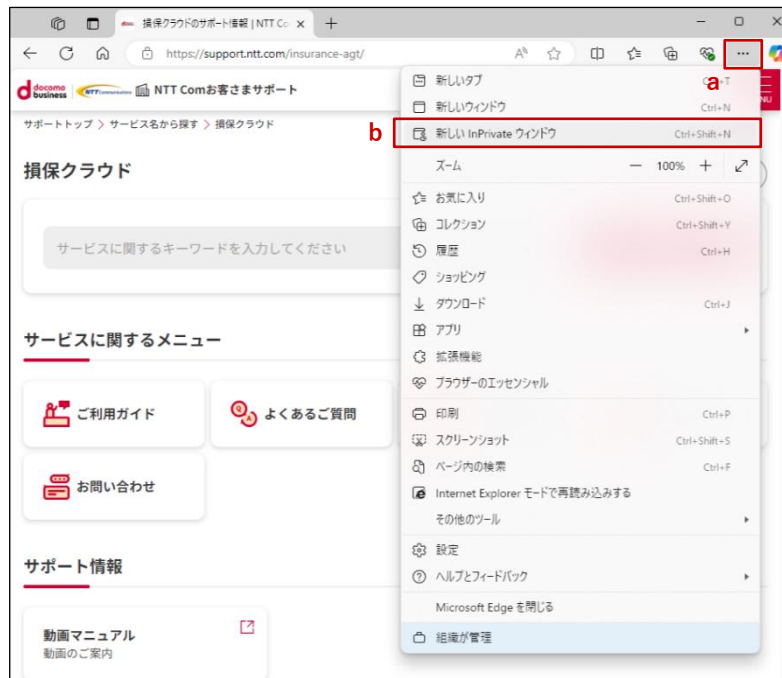 損保クラウドのサポート情報 | NTT Co
https://support.ntt.com/insurance-agt/
docomo business
NTT Communications
NTT Comお客さまサポート
a
サポートトップ > サービス名から探す > 損保クラウド
b
損保クラウド
サービスに関するキーワードを入力してください
サービスに関するメニュー
ご利用ガイド
よくあるご質問
お問い合わせ
サポート情報
動画マニュアル
動画のご案内
新しいタブ
新しいウィンドウ Ctrl+N
新しい InPrivate ウィンドウ Ctrl+Shift+N
ズーム 100%
お気に入り Ctrl+Shift+O
コレクション Ctrl+Shift+Y
履歴 Ctrl+H
ショッピング
ダウンロード Ctrl+J
アプリ
拡張機能
ブラウザーのエッセンシャル
印刷 Ctrl+P
スクリーンショット Ctrl+Shift+S
ページ内の検索 Ctrl+F
Internet Explorer モードで再読み込みする
その他のツール
設定
ヘルプとフィードバック
Microsoft Edge を閉じる
組織が管理